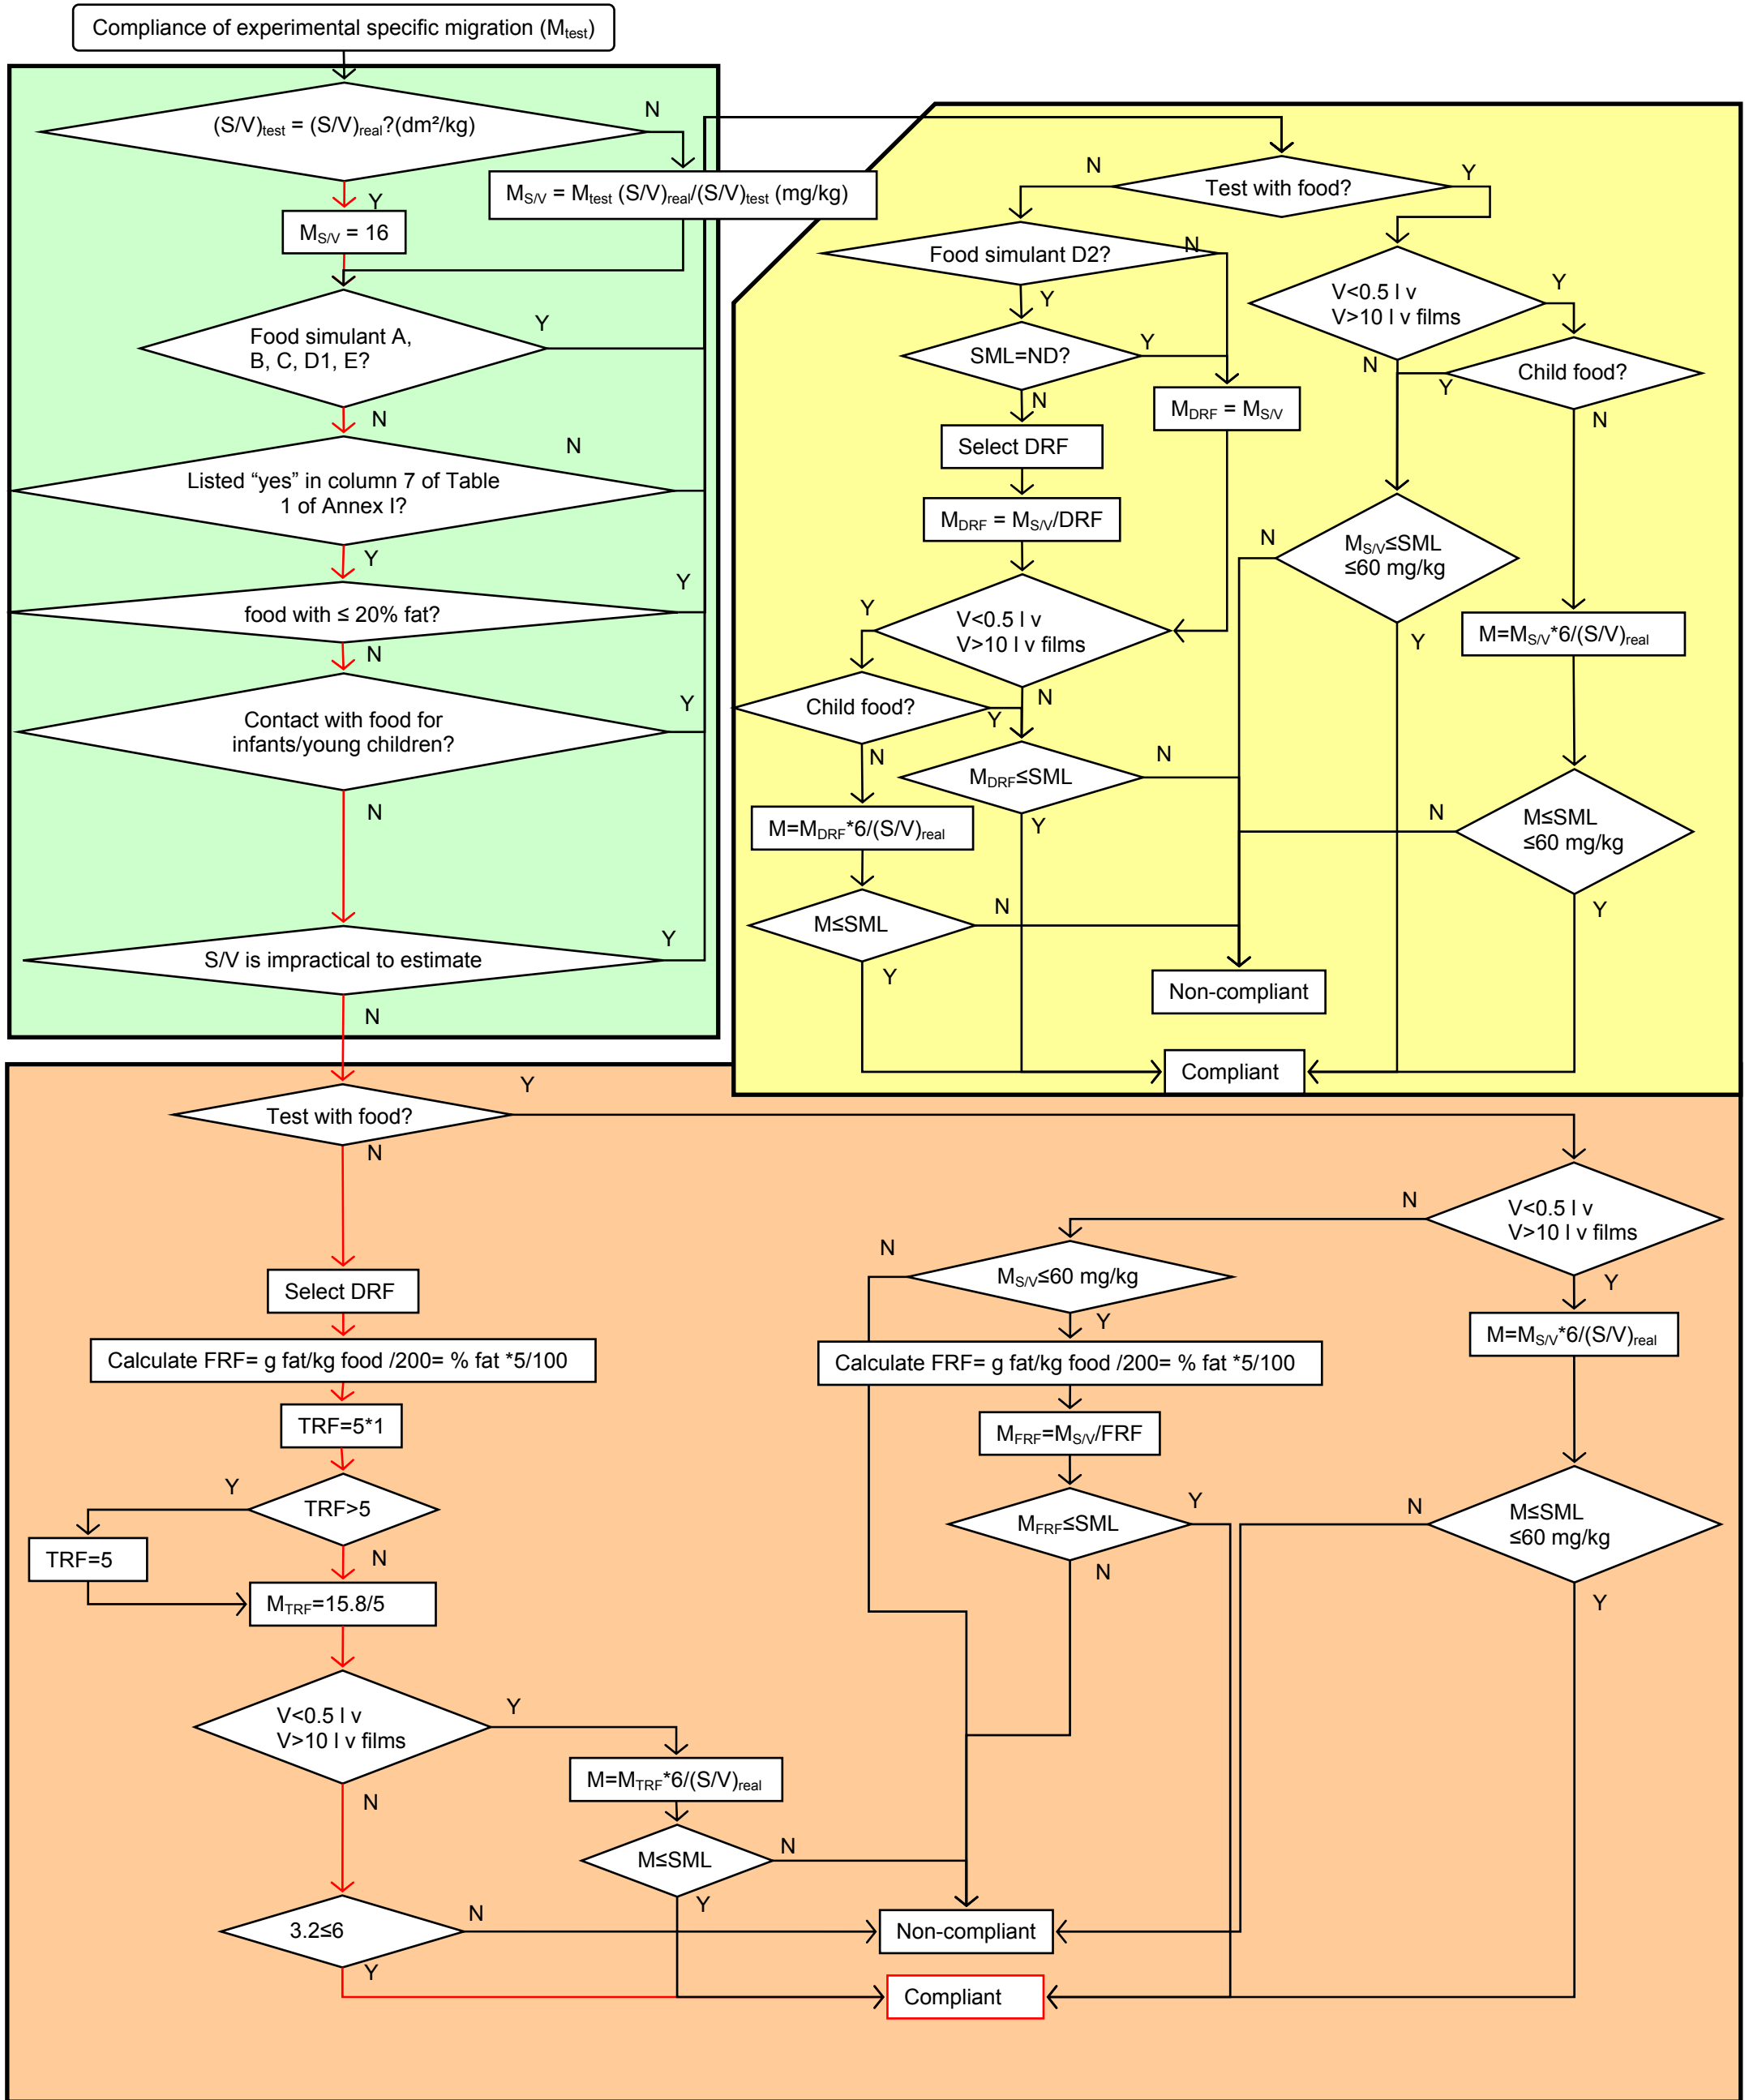 Compliance of experimental specific migration (Mtest)
(S/V)test = (S/V)real?(dm²/kg)
N
Y
MS/V = Mtest (S/V)real/(S/V)test (mg/kg)
MS/V = 16
Food simulant A,
B, C, D1, E?
Y
N
Listed “yes” in column 7 of Table
1 of Annex I?
N
Y
food with ≤ 20% fat?
Y
N
Contact with food for
infants/young children?
Y
N
S/V is impractical to estimate
Y
N
Test with food?
N
Y
Food simulant D2?
N
Y
SML=ND?
Y
N
MDRF = MS/V
Select DRF
MDRF = MS/V/DRF
V<0.5 l v
V>10 l v films
Y
N
Child food?
Y
N
MDRF≤SML
N
Y
M=MDRF*6/(S/V)real
M≤SML
N
Y
V<0.5 l v
V>10 l v films
Y
N
Child food?
Y
N
MS/V≤SML
≤60 mg/kg
N
Y
M=MS/V*6/(S/V)real
M≤SML
≤60 mg/kg
N
Y
Non-compliant
Compliant
Test with food?
Y
N
Select DRF
Calculate FRF= g fat/kg food /200= % fat *5/100
TRF=5*1
TRF>5
Y
N
TRF=5
MTRF=15.8/5
V<0.5 l v
V>10 l v films
Y
N
M=MTRF*6/(S/V)real
M≤SML
N
Y
3.2≤6
N
Y
V<0.5 l v
V>10 l v films
N
Y
MS/V≤60 mg/kg
N
Y
Calculate FRF= g fat/kg food /200= % fat *5/100
MFRF=MS/V/FRF
MFRF≤SML
Y
N
M=MS/V*6/(S/V)real
M≤SML
≤60 mg/kg
N
Y
Non-compliant
Compliant